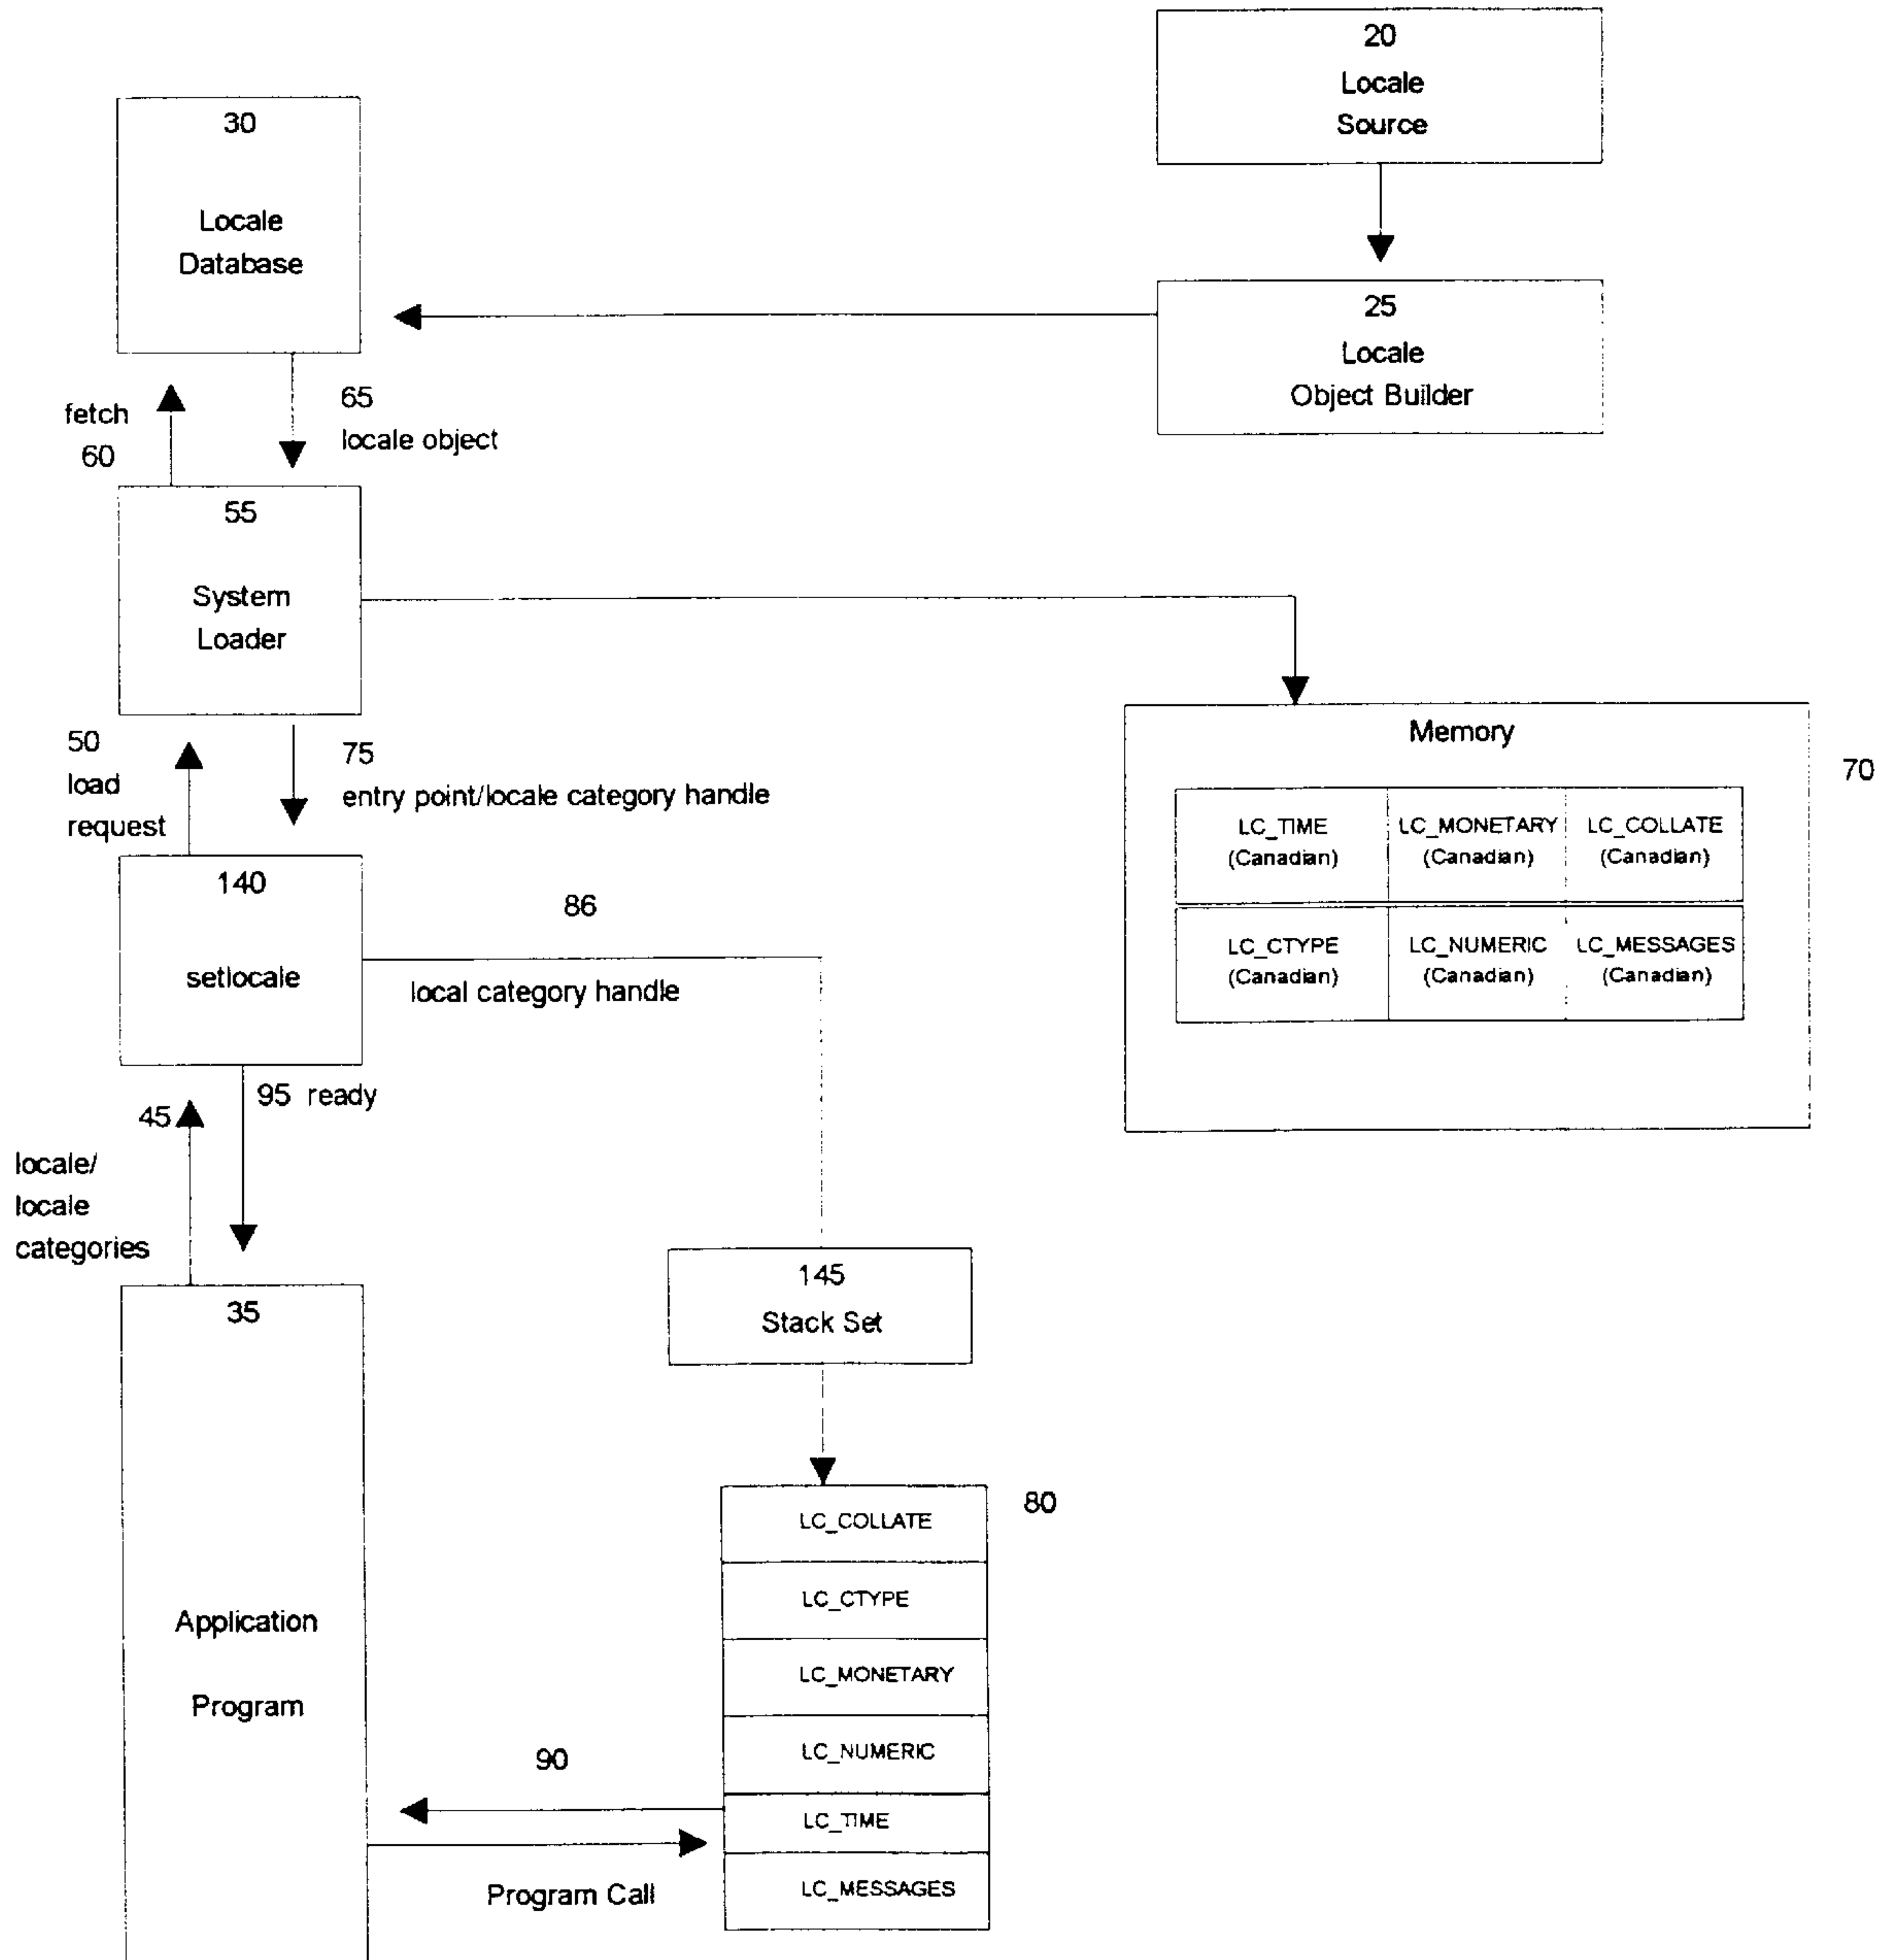 20
Locale
Source
30
Locale
Database
25
Locale
Object Builder
fetch
60
65
locale object
55
System
Loader
50
load
request
75
entry point/locale category handle
Memory
70
LC_TIME
(Canadian)
LC_MONETARY
(Canadian)
LC_COLLATE
(Canadian)
LC_CTYPE
(Canadian)
LC_NUMERIC
(Canadian)
LC_MESSAGES
(Canadian)
140
setlocale
86
local category handle
95 ready
45
locale/
locale
categories
145
Stack Set
35
Application
Program
80
LC_COLLATE
LC_CTYPE
LC_MONETARY
LC_NUMERIC
LC_TIME
LC_MESSAGES
90
Program Call